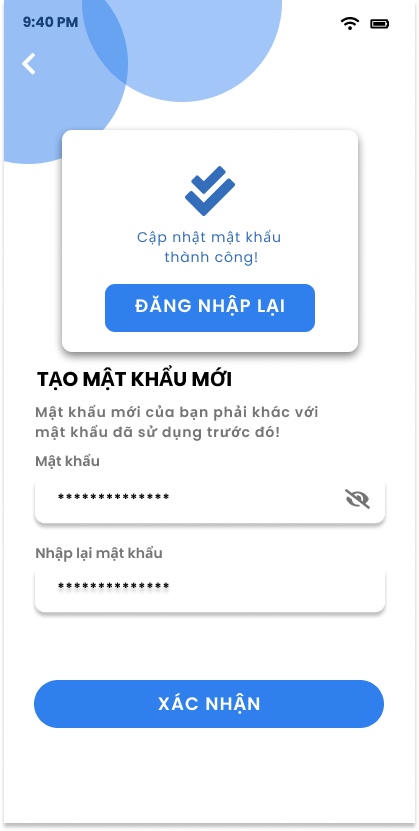 9:40 PM
Cập nhật mật khẩu
thành công!
ĐĂNG NHẬP LẠI
TẠO MẬT KHẨU MỚI
Mật khẩu mới của bạn phải khác với
mật khẩu đã sử dụng trước đó!
Mật khẩu
**************
Nhập lại mật khẩu
**************
XÁC NHẬN